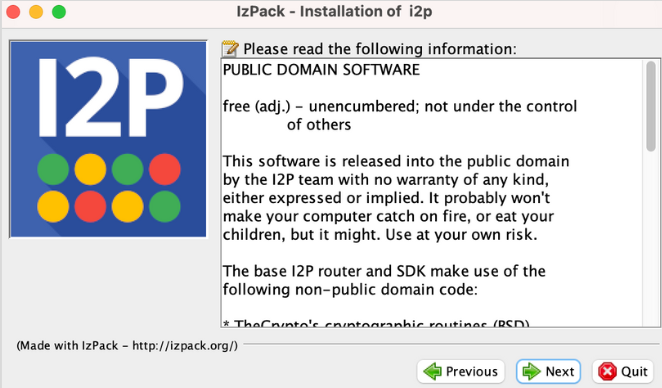 IzPack - Installation of i2p
I2P
Please read the following information:
PUBLIC DOMAIN SOFTWARE
free (adj.) - unencumbered; not under the control
of others
This software is released into the public domain
by the I2P team with no warranty of any kind,
either expressed or implied. It probably won't
make your computer catch on fire, or eat your
children, but it might. Use at your own risk.
The base I2P router and SDK make use of the
following non-public domain code:
* TheCrypto's cryptographic routines (BSD)
(Made with IzPack - http://izpack.org/)
Previous
Next
Quit